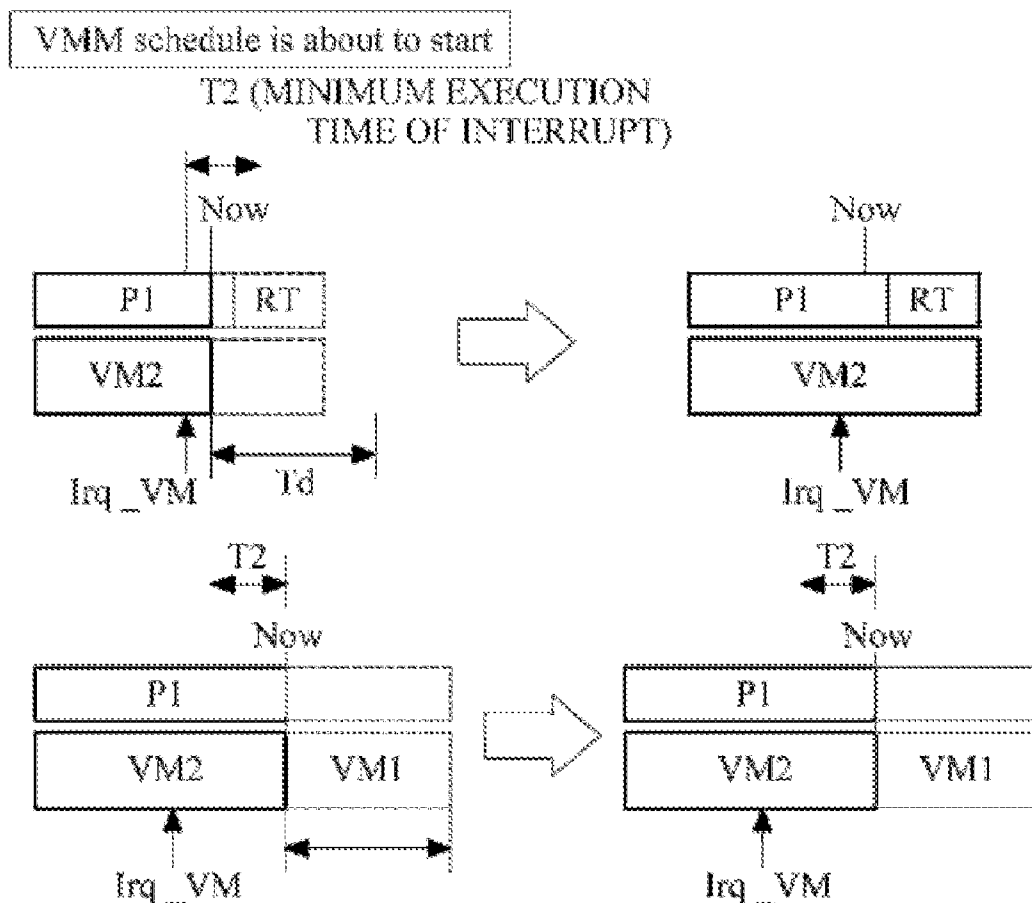 VMM schedule is about to start
T2 (MINIMUM EXECUTION
TIME OF INTERRUPT)
Now
Now
P1
RT
P1
RT
VM2
VM2
Irq _VM
Td
Irq _VM
T2
T2
Now
Now
P1
P1
VM2
VM1
VM2
VM1
Irq _VM
Irq _VM